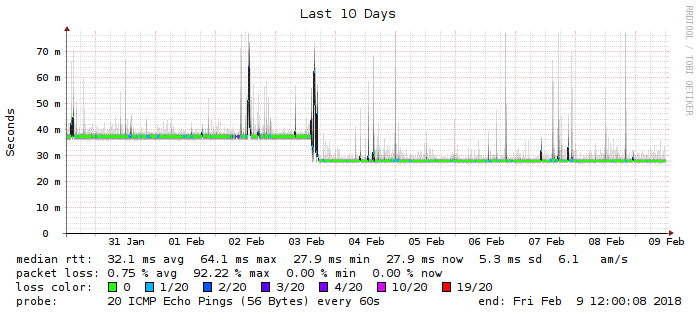 Last 10 Days
RRDTOOL / TOBI OETIKER
Seconds
70 m
60 m
50 m
40 m
30 m
20 m
10 m
0
31 Jan 01 Feb 02 Feb 03 Feb 04 Feb 05 Feb 06 Feb 07 Feb 08 Feb 09 Feb
median rtt: 32.1 ms avg 64.1 ms max 27.9 ms min 27.9 ms now 5.3 ms sd 6.1 am/s
packet loss: 0.75 % avg 92.22 % max 0.00 % min 0.00 % now
loss color: 0 1/20 2/20 3/20 4/20 10/20 19/20
probe: 20 ICMP Echo Pings (56 Bytes) every 60s end: Fri Feb 9 12:00:08 2018